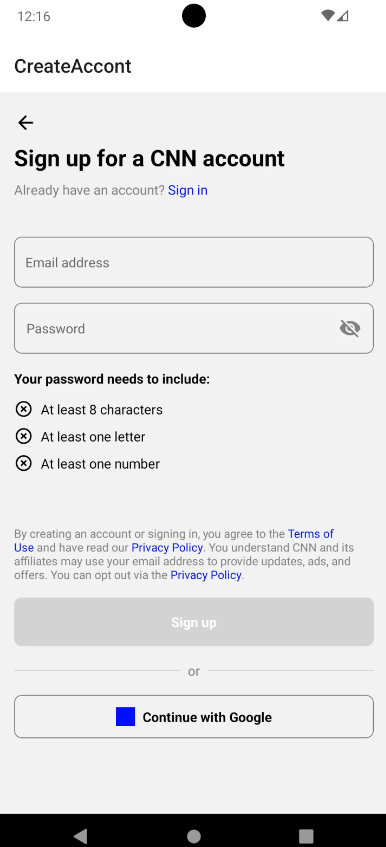 12:16
CreateAccont
Sign up for a CNN account
Already have an account? Sign in
Email address
Password
Your password needs to include:
At least 8 characters
At least one letter
At least one number
By creating an account or signing in, you agree to the Terms of
Use and have read our Privacy Policy. You understand CNN and its
affiliates may use your email address to provide updates, ads, and
offers. You can opt out via the Privacy Policy.
Sign up
or
Continue with Google